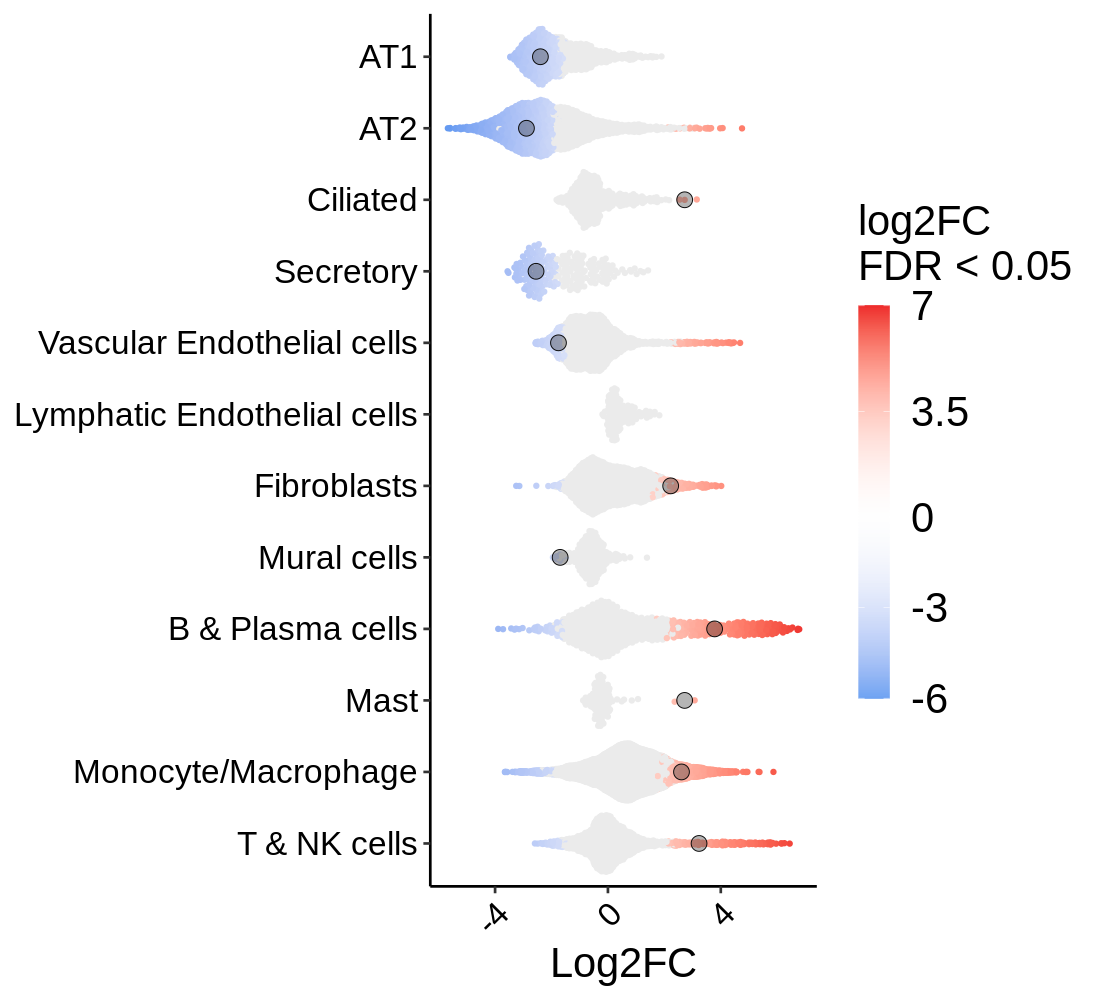 AT1
AT2
Ciliated
Secretory
Vascular Endothelial cells
Lymphatic Endothelial cells
Fibroblasts
Mural cells
B & Plasma cells
Mast
Monocyte/Macrophage
T & NK cells
-4
0
4
Log2FC
log2FC
FDR < 0.05
7
3.5
0
-3
-6